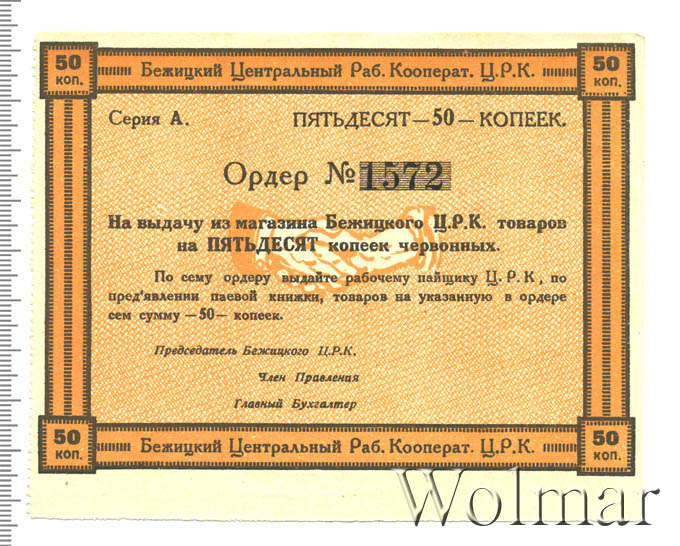 50 50
КОП. Бежицкий Центральный Раб. Кооперат. Ц.Р.К. КОП.
Серия А. ПЯТЬДЕСЯТ—50—КОПЕЕК.
Ордер № 1572
На выдачу из магазина Бежицкого Ц.Р.К. товаров
на ПЯТЬДЕСЯТ копеек червонных.
По сему ордеру выдайте рабочему пайщику Ц. Р. К, по
пред'явлении паевой книжки, товаров на указанную в ордере
сем сумму —50— копеек.
Председатель Бежицкого Ц.Р.К.
Член Правления
Главный Бухгалтер
50 50
КОП. Бежицкий Центральный Раб. Кооперат. Ц.Р.К. КОП.
Wolmar